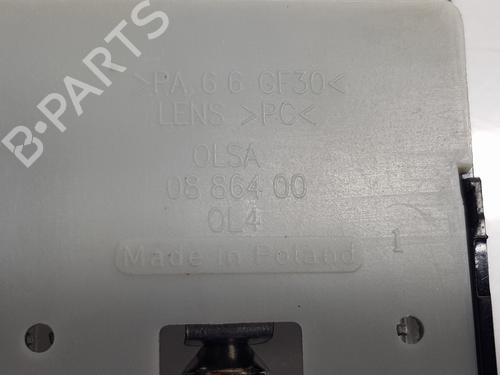 B-PARTS
>PA.6 6 GF30<
LENS >PC<
OLSA
08 864 00
OL4
Made in Poland
1